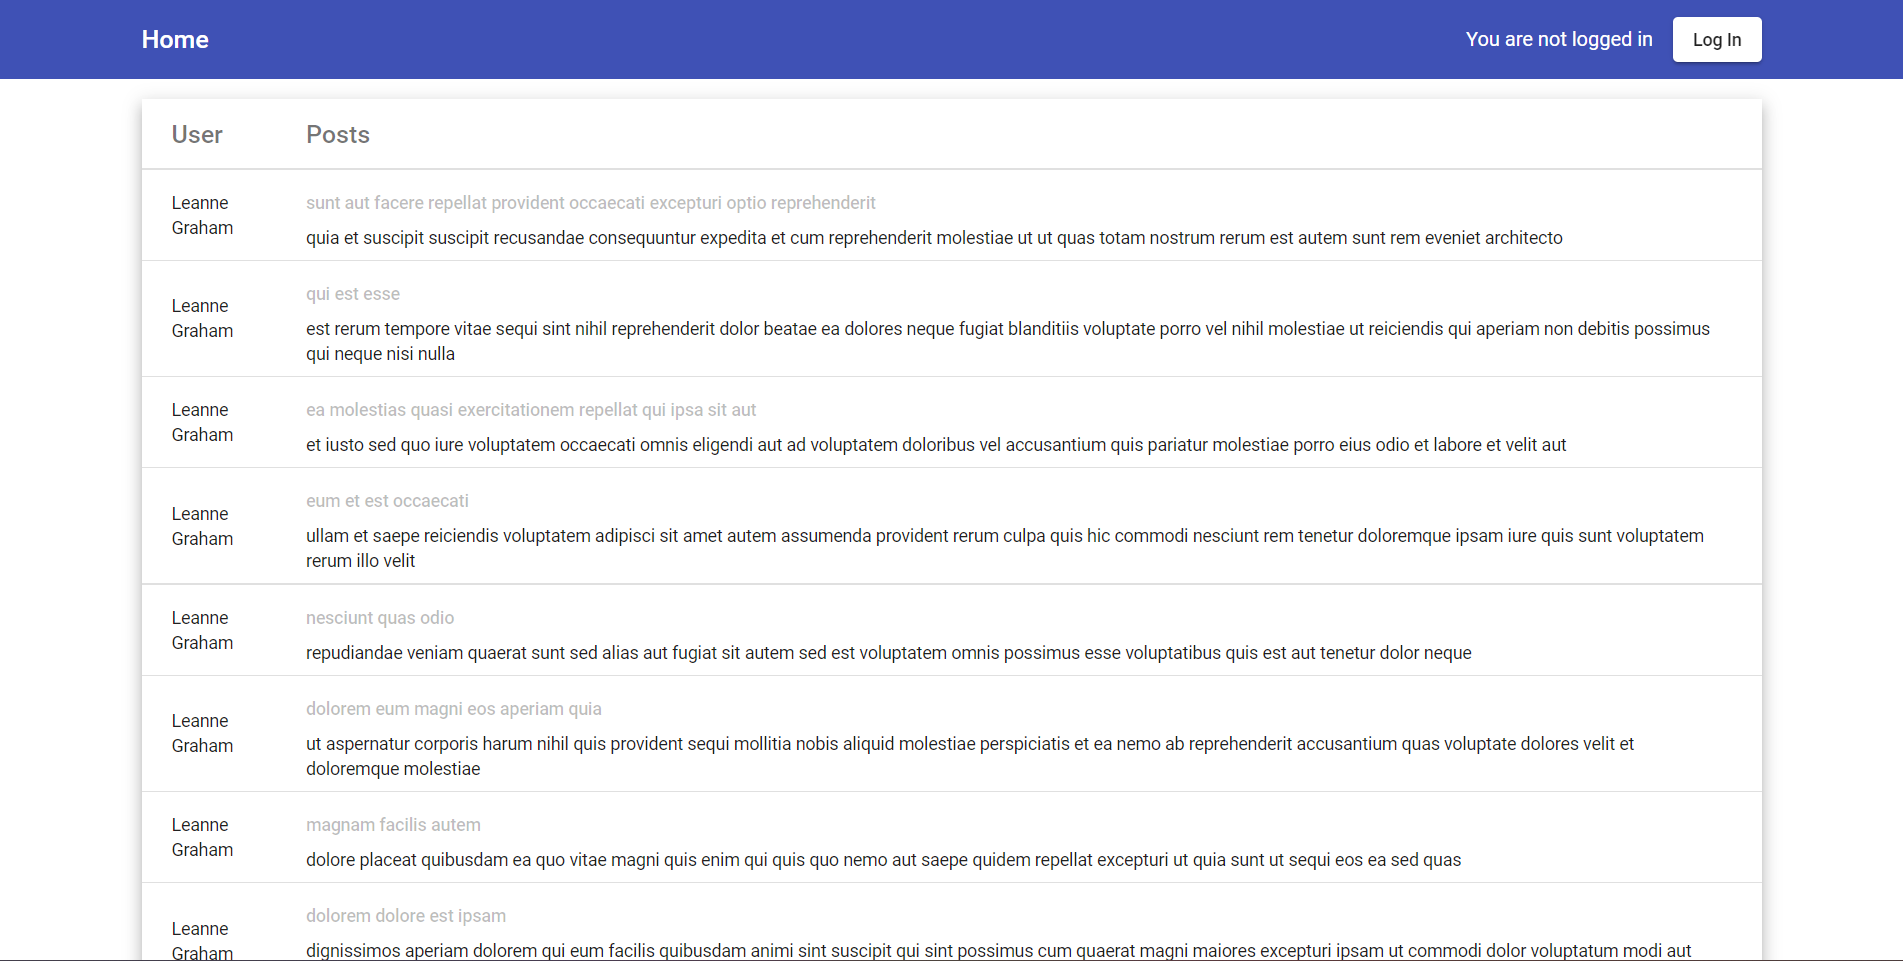 Home
You are not logged in
Log In
User Posts
Leanne
Graham
sunt aut facere repellat provident occaecati excepturi optio reprehenderit
quia et suscipit suscipit recusandae consequuntur expedita et cum reprehenderit molestiae ut ut quas totam nostrum rerum est autem sunt rem eveniet architecto
Leanne
Graham
qui est esse
est rerum tempore vitae sequi sint nihil reprehenderit dolor beatae ea dolores neque fugiat blanditiis voluptate porro vel nihil molestiae ut reiciendis qui aperiam non debitis possimus
qui neque nisi nulla
Leanne
Graham
ea molestias quasi exercitationem repellat qui ipsa sit aut
et iusto sed quo iure voluptatem occaecati omnis eligendi aut ad voluptatem doloribus vel accusantium quis pariatur molestiae porro eius odio et labore et velit aut
Leanne
Graham
eum et est occaecati
ullam et saepe reiciendis voluptatem adipisci sit amet autem assumenda provident rerum culpa quis hic commodi nesciunt rem tenetur doloremque ipsam iure quis sunt voluptatem
rerum illo velit
Leanne
Graham
nesciunt quas odio
repudiandae veniam quaerat sunt sed alias aut fugiat sit autem sed est voluptatem omnis possimus esse voluptatibus quis est aut tenetur dolor neque
Leanne
Graham
dolorem eum magni eos aperiam quia
ut aspernatur corporis harum nihil quis provident sequi mollitia nobis aliquid molestiae perspiciatis et ea nemo ab reprehenderit accusantium quas voluptate dolores velit et
doloremque molestiae
Leanne
Graham
magnam facilis autem
dolore placeat quibusdam ea quo vitae magni quis enim qui quis quo nemo aut saepe quidem repellat excepturi ut quia sunt ut sequi eos ea sed quas
Leanne
Graham
dolorem dolore est ipsam
dignissimos aperiam dolorem qui eum facilis quibusdam animi sint suscipit qui sint possimus cum quaerat magni maiores excepturi ipsam ut commodi dolor voluptatum modi aut